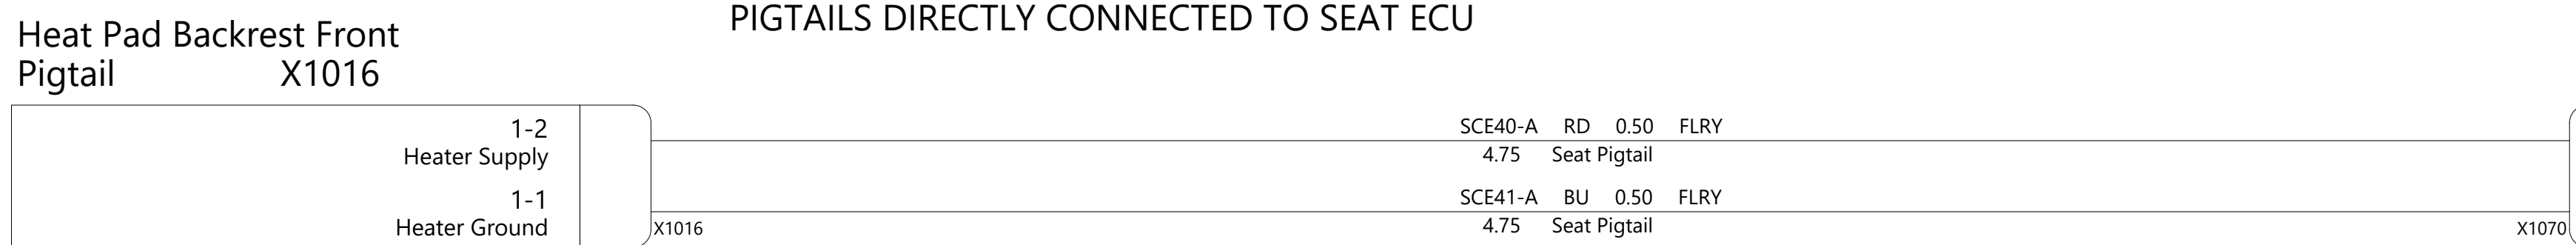 PIGTAILS DIRECTLY CONNECTED TO SEAT ECU
Heat Pad Backrest Front
Pigtail X1016
1-2
Heater Supply
SCE40-A RD 0.50 FLRY
4.75 Seat Pigtail
1-1
Heater Ground
SCE41-A BU 0.50 FLRY
X1016 4.75 Seat Pigtail X1070